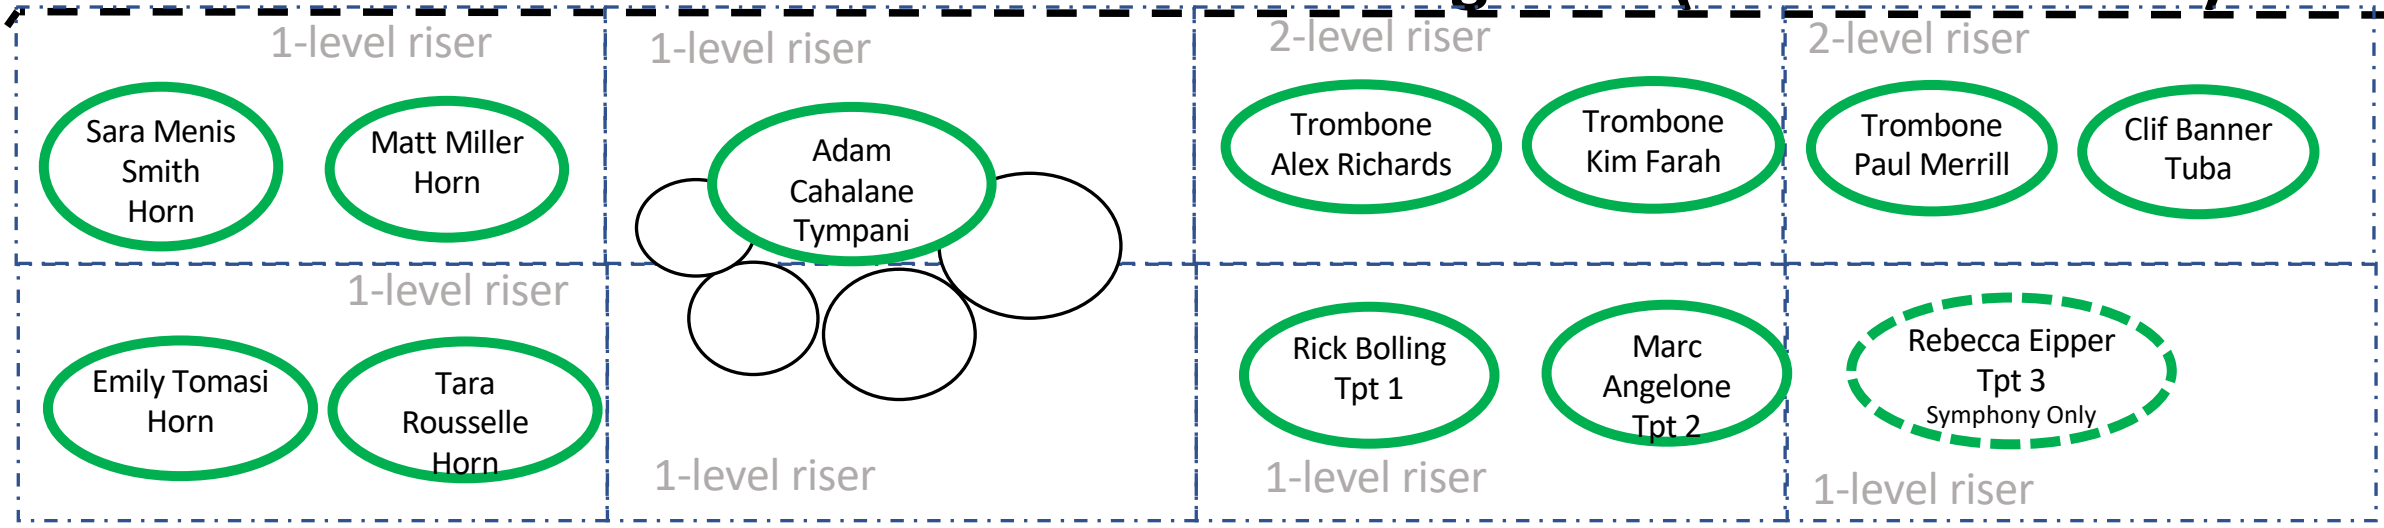 1-level riser
1-level riser
2-level riser
2-level riser
Sara Menis
Smith
Horn
Matt Miller
Horn
Adam
Cahalane
Tympani
Trombone
Alex Richards
Trombone
Kim Farah
Trombone
Paul Merrill
Clif Banner
Tuba
1-level riser
Emily Tomasi
Horn
Tara
Rousselle
Horn
1-level riser
Rick Bolling
Tpt 1
Marc
Angelone
Tpt 2
1-level riser
Rebecca Eipper
Tpt 3
Symphony Only
1-level riser